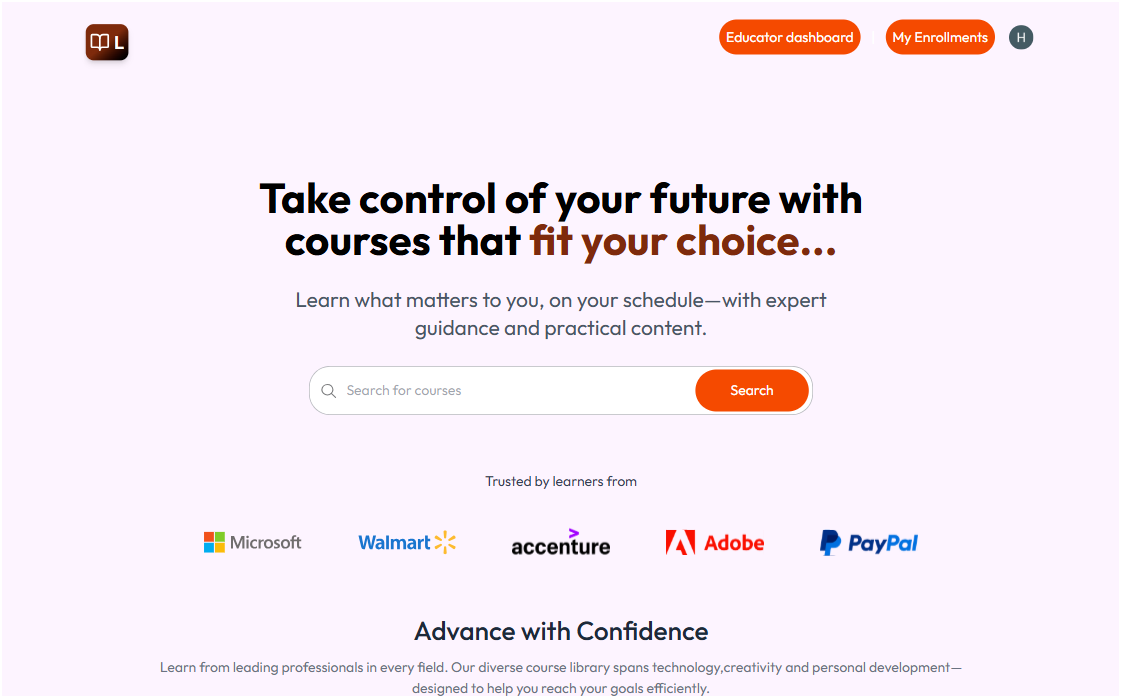 L
Educator dashboard
My Enrollments
H
Take control of your future with
courses that fit your choice...
Learn what matters to you, on your schedule—with expert
guidance and practical content.
Search for courses
Search
Trusted by learners from
Microsoft
Walmart
accenture
Adobe
PayPal
Advance with Confidence
Learn from leading professionals in every field. Our diverse course library spans technology,creativity and personal development—
designed to help you reach your goals efficiently.